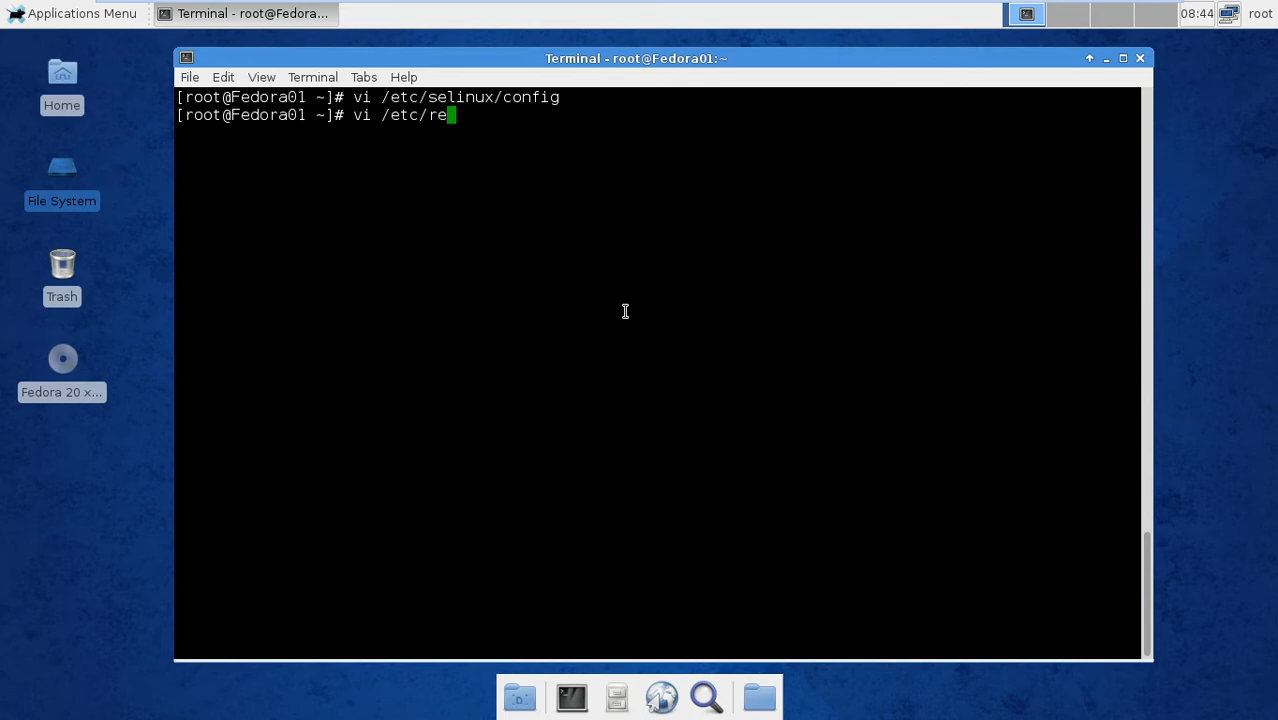 Applications Menu
Terminal - root@Fedora...
08:44
root
Terminal - root@Fedora01:~
File Edit View Terminal Tabs Help
[root@Fedora01 ~]# vi /etc/selinux/config
[root@Fedora01 ~]# vi /etc/re
Home
File System
Trash
Fedora 20 x...